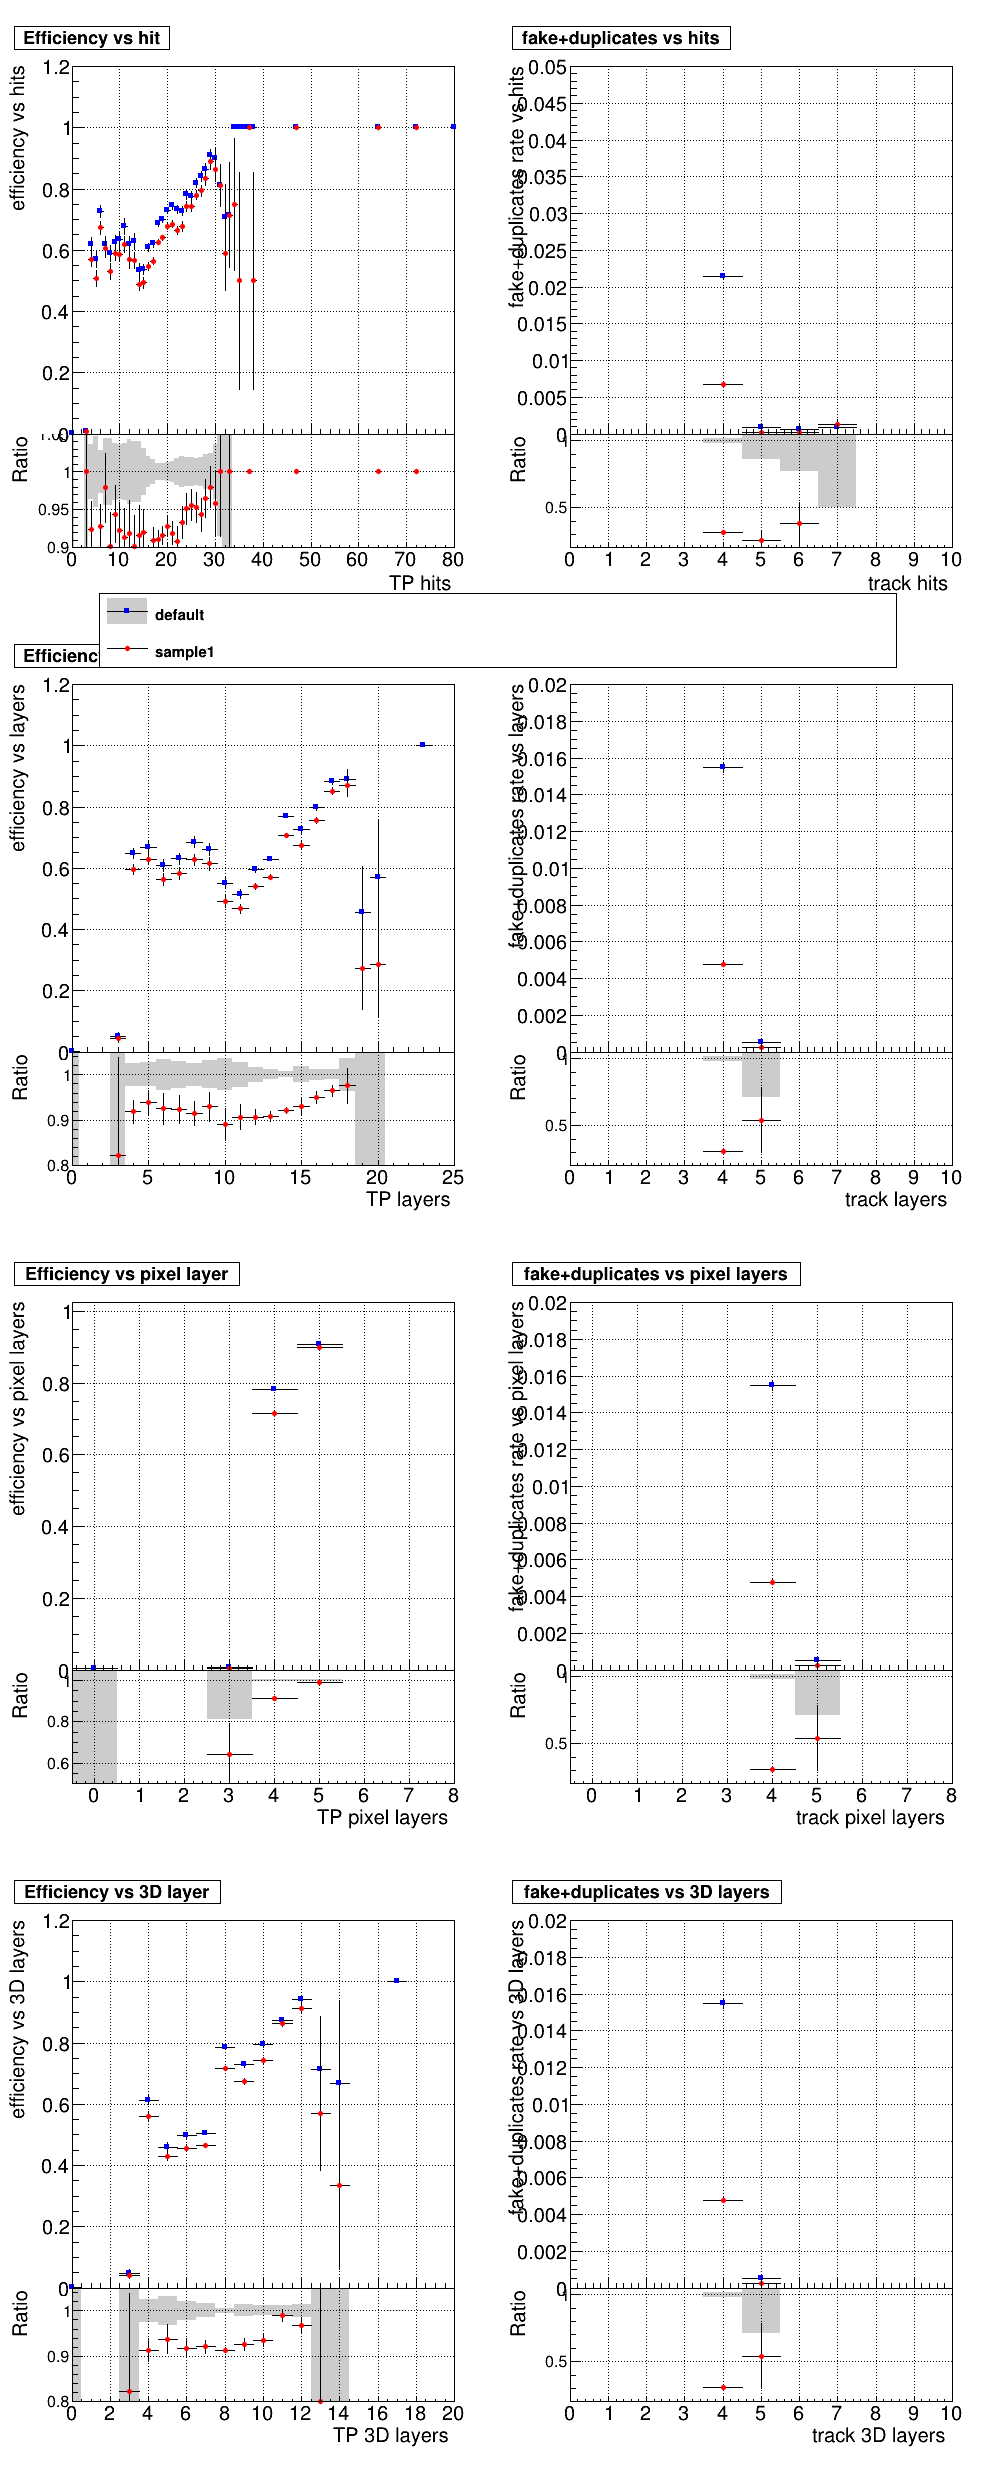 Efficiency vs hit
fake+duplicates vs hits
efficiency vs hits
1.2
1
0.8
0.6
0.4
0.2
0
Ratio
1
0.95
0.9
0 10 20 30 40 50 60 70 80
TP hits
fake+duplicates rate vs hits
0.05
0.045
0.04
0.035
0.03
0.025
0.02
0.015
0.01
0.005
0
Ratio
1
0.5
0 1 2 3 4 5 6 7 8 9 10
track hits
default
sample1
Efficienc
efficiency vs layers
1.2
1
0.8
0.6
0.4
0.2
0
Ratio
1
0.9
0.8
0 5 10 15 20 25
TP layers
fake+duplicates rate vs layers
0.02
0.018
0.016
0.014
0.012
0.01
0.008
0.006
0.004
0.002
0
Ratio
1
0.5
0 1 2 3 4 5 6 7 8 9 10
track layers
Efficiency vs pixel layer
fake+duplicates vs pixel layers
efficiency vs pixel layers
1
0.8
0.6
0.4
0.2
0
Ratio
1
0.8
0.6
0 1 2 3 4 5 6 7 8
TP pixel layers
fake+duplicates rate vs pixel layers
0.02
0.018
0.016
0.014
0.012
0.01
0.008
0.006
0.004
0.002
0
Ratio
1
0.5
0 1 2 3 4 5 6 7 8
track pixel layers
Efficiency vs 3D layer
fake+duplicates vs 3D layers
efficiency vs 3D layers
1.2
1
0.8
0.6
0.4
0.2
0
Ratio
1
0.9
0.8
0 2 4 6 8 10 12 14 16 18 20
TP 3D layers
fake+duplicates rate vs 3D layers
0.02
0.018
0.016
0.014
0.012
0.01
0.008
0.006
0.004
0.002
0
Ratio
1
0.5
0 1 2 3 4 5 6 7 8 9 10
track 3D layers